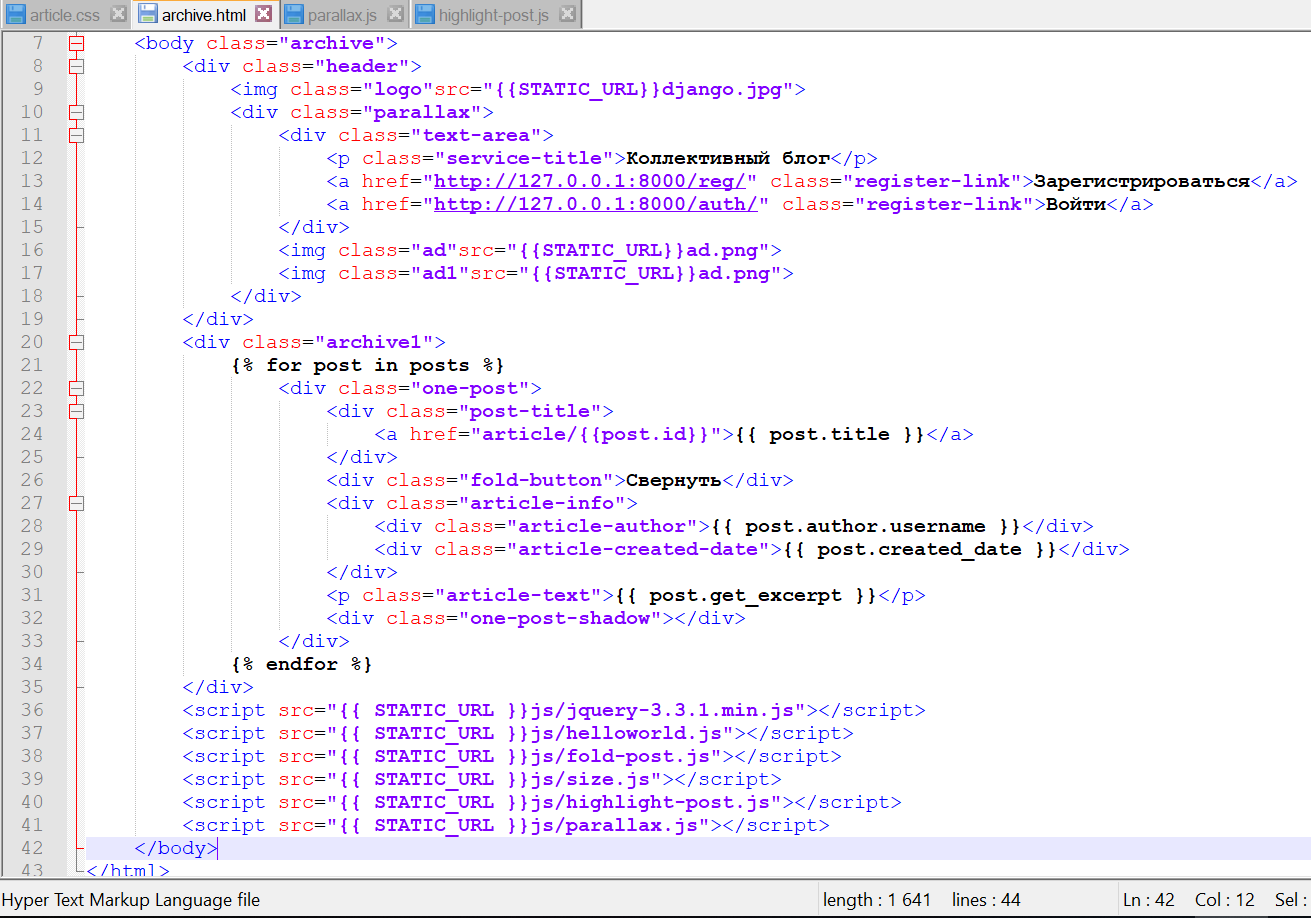 article.css archive.html parallax.js highlight-post.js
7 <body class="archive">
8 <div class="header">
9 <img class="logo"src="{{STATIC_URL}}django.jpg">
10 <div class="parallax">
11 <div class="text-area">
12 <p class="service-title">Коллективный блог</p>
13 <a href="http://127.0.0.1:8000/reg/" class="register-link">Зарегистрироваться</a>
14 <a href="http://127.0.0.1:8000/auth/" class="register-link">Войти</a>
15 </div>
16 <img class="ad"src="{{STATIC_URL}}ad.png">
17 <img class="ad1"src="{{STATIC_URL}}ad.png">
18 </div>
19 </div>
20 <div class="archive1">
21 {% for post in posts %}
22 <div class="one-post">
23 <div class="post-title">
24 <a href="article/{{post.id}}">{{ post.title }}</a>
25 </div>
26 <div class="fold-button">Свернуть</div>
27 <div class="article-info">
28 <div class="article-author">{{ post.author.username }}</div>
29 <div class="article-created-date">{{ post.created_date }}</div>
30 </div>
31 <p class="article-text">{{ post.get_excerpt }}</p>
32 <div class="one-post-shadow"></div>
33 </div>
34 {% endfor %}
35 </div>
36 <script src="{{ STATIC_URL }}js/jquery-3.3.1.min.js"></script>
37 <script src="{{ STATIC_URL }}js/helloworld.js"></script>
38 <script src="{{ STATIC_URL }}js/fold-post.js"></script>
39 <script src="{{ STATIC_URL }}js/size.js"></script>
40 <script src="{{ STATIC_URL }}js/highlight-post.js"></script>
41 <script src="{{ STATIC_URL }}js/parallax.js"></script>
42 </body>
43 </html>
Hyper Text Markup Language file length : 1 641 lines : 44 Ln : 42 Col : 12 Sel :